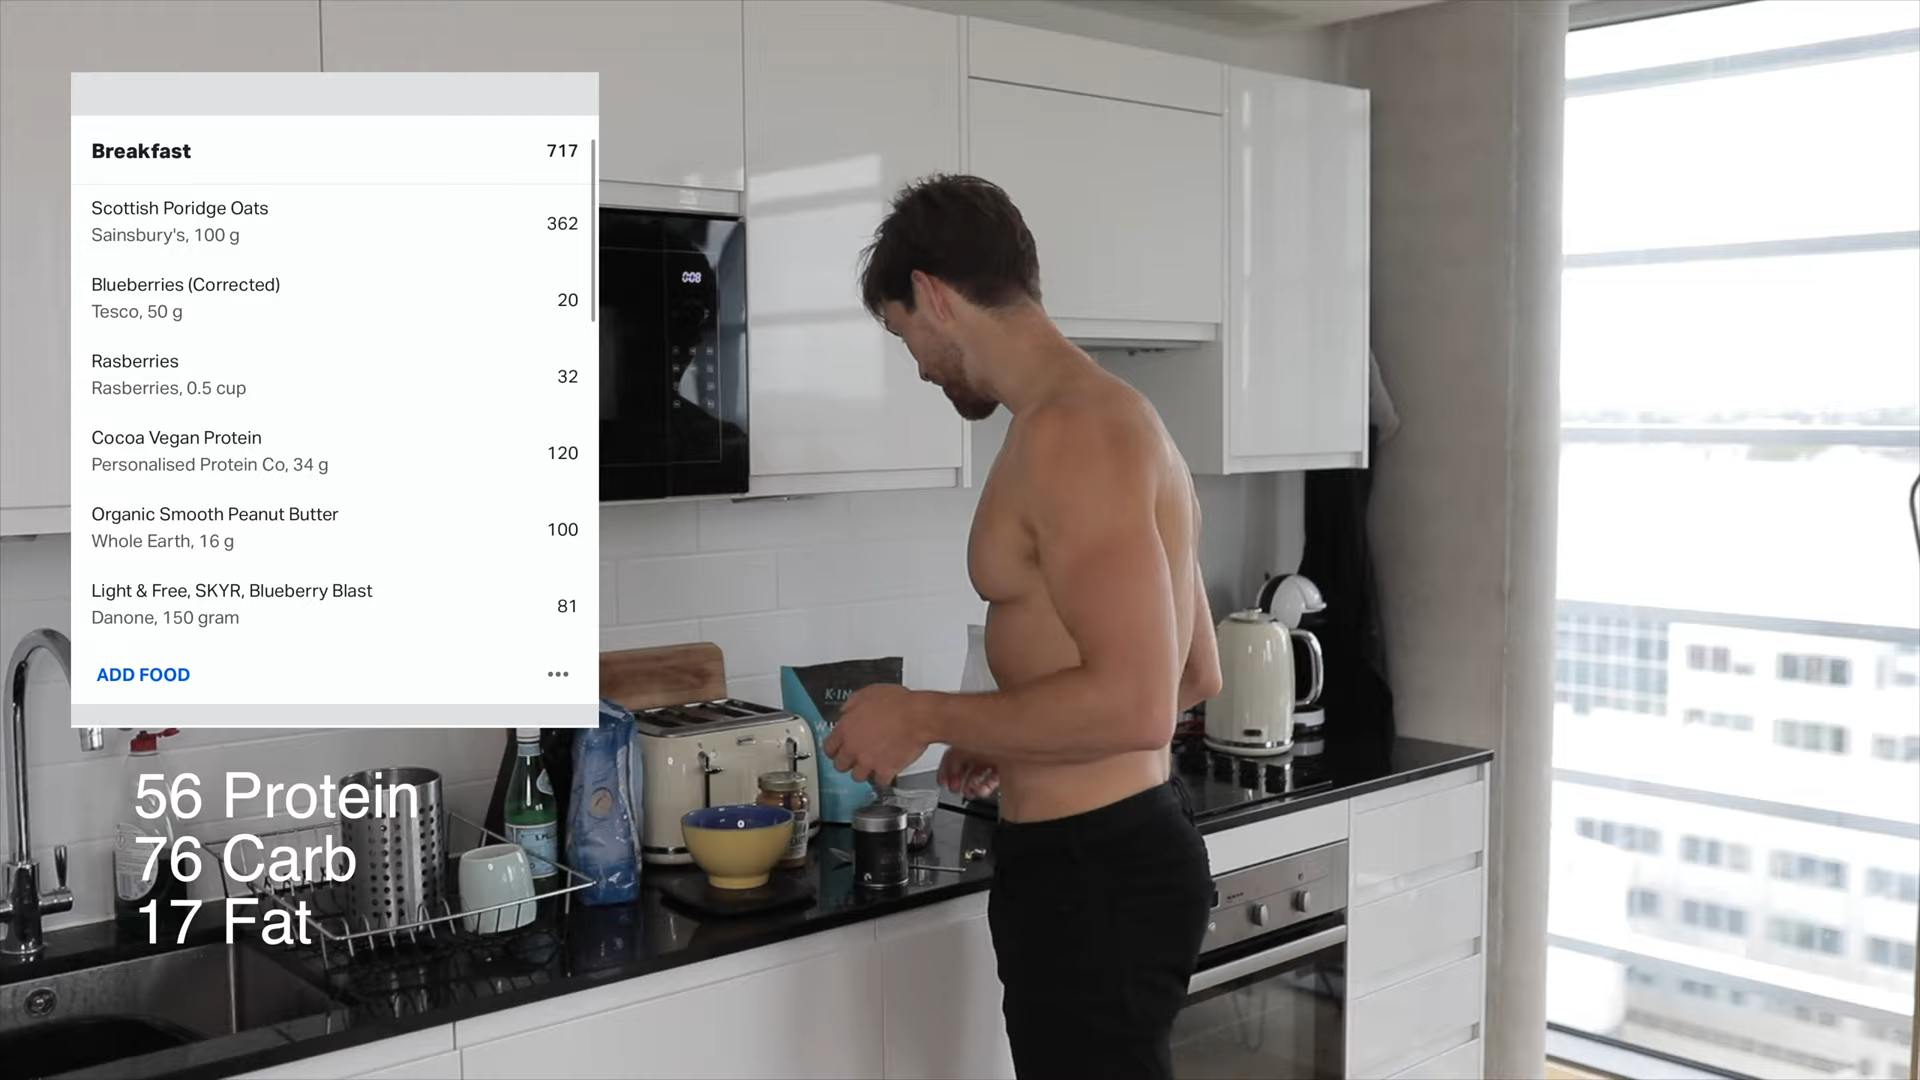 Breakfast 717
Scottish Poridge Oats
Sainsbury's, 100 g
362
Blueberries (Corrected)
Tesco, 50 g
20
Rasberries
Rasberries, 0.5 cup
32
Cocoa Vegan Protein
Personalised Protein Co, 34 g
120
Organic Smooth Peanut Butter
Whole Earth, 16 g
100
Light & Free, SKYR, Blueberry Blast
Danone, 150 gram
81
ADD FOOD
56 Protein
76 Carb
17 Fat
0:08